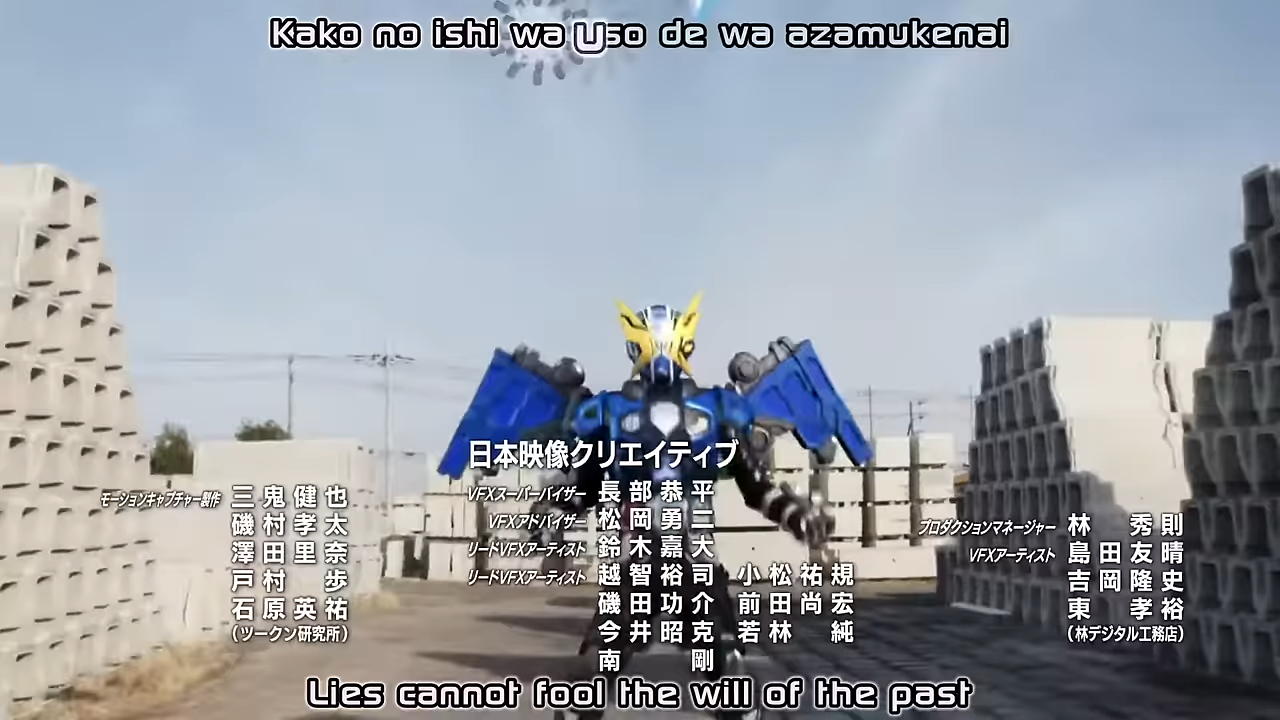 Kako no ishi wa uso de wa azamukenai
日本映像クリエイティブ
モーションキャプチャー製作 三鬼健也
磯村孝太
澤田里奈
戸村 歩
石原英祐
(ツークン研究所)
VFXスーパーバイザー 長部恭平
VFXアドバイザー 松岡勇二
リードVFXアーティスト 鈴木嘉大
リードVFXアーティスト 越智裕司 小松祐規
磯田功介 前田尚宏
今井昭克 若林 純
南 剛
プロダクションマネージャー 林 秀則
VFXアーティスト 島田友晴
吉岡隆史
東 孝裕
(林デジタル工務店)
Lies cannot fool the will of the past